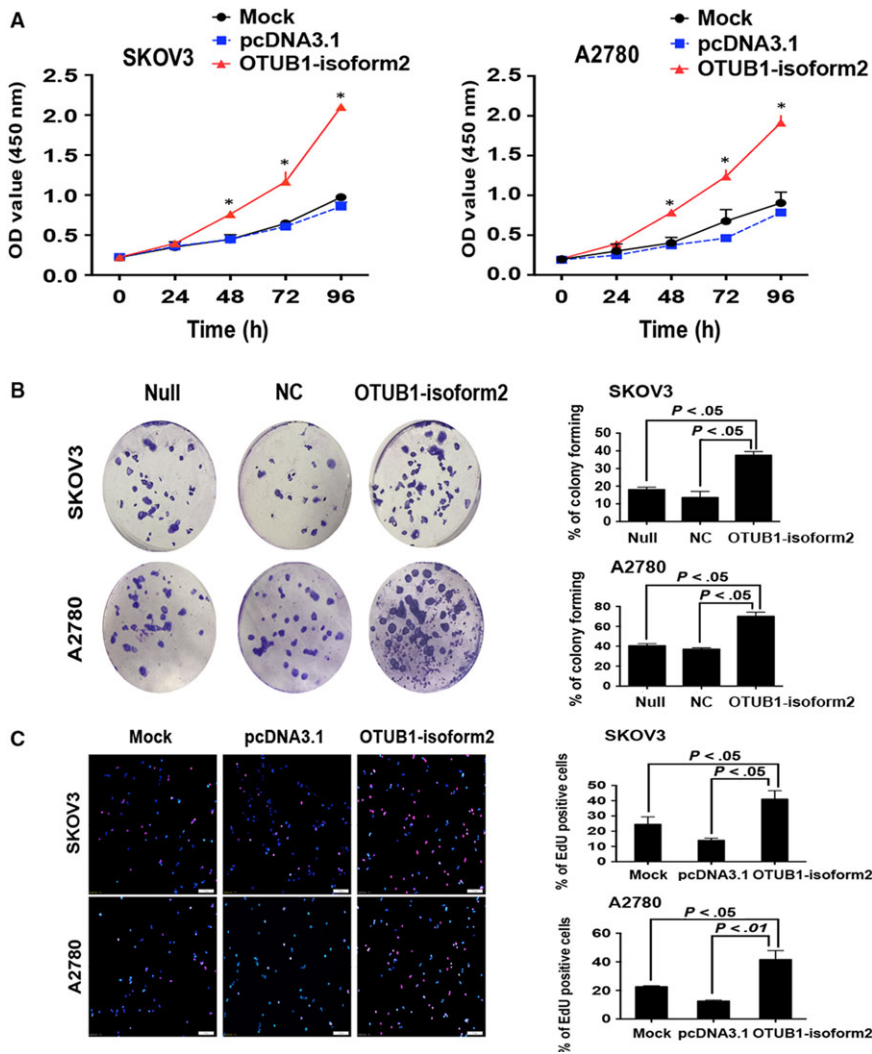 A
Mock
pcDNA3.1
OTUB1-isoform2
SKOV3
OD value (450 nm)
2.5
2.0
1.5
1.0
0.5
0.0
* * *
0 24 48 72 96
Time (h)
Mock
pcDNA3.1
OTUB1-isoform2
A2780
OD value (450 nm)
2.5
2.0
1.5
1.0
0.5
0.0
* * *
0 24 48 72 96
Time (h)
B
Null NC OTUB1-isoform2
SKOV3
A2780
SKOV3
% of colony forming
P < .05
P < .05
50
40
30
20
10
0
Null NC OTUB1-isoform2
A2780
% of colony forming
P < .05
P < .05
80
60
40
20
0
Null NC OTUB1-isoform2
C
Mock pcDNA3.1 OTUB1-isoform2
SKOV3
A2780
SKOV3
% of EdU positive cells
P < .05
P < .05
50
40
30
20
10
0
Mock pcDNA3.1 OTUB1-isoform2
A2780
% of EdU positive cells
P < .05
P < .01
60
40
20
0
Mock pcDNA3.1 OTUB1-isoform2